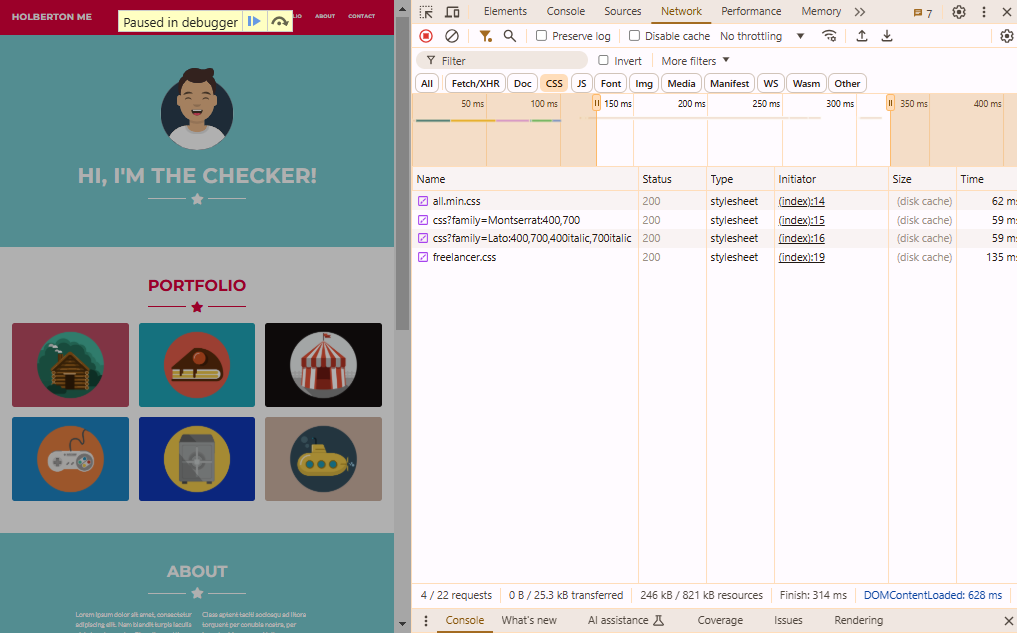 HOLBERTON ME
Paused in debugger
ABOUT
CONTACT
HI, I'M THE CHECKER!
PORTFOLIO
ABOUT
Lorem ipsum dolor sit amet, consectetur
adipiscing elit. Nam blandit turpis iaculis
Class aptent taciti sociosqu ad litora
torquent per conubia nostra, per
Elements Console Sources Network Performance Memory 7
Preserve log Disable cache No throttling
Filter Invert More filters
All Fetch/XHR Doc CSS JS Font Img Media Manifest WS Wasm Other
50 ms 100 ms 150 ms 200 ms 250 ms 300 ms 350 ms 400 ms
Name Status Type Initiator Size Time
all.min.css 200 stylesheet (index):14 (disk cache) 62 ms
css?family=Montserrat:400,700 200 stylesheet (index):15 (disk cache) 59 ms
css?family=Lato:400,700,400italic,700italic 200 stylesheet (index):16 (disk cache) 59 ms
freelancer.css 200 stylesheet (index):19 (disk cache) 135 ms
4 / 22 requests 0 B / 25.3 kB transferred 246 kB / 821 kB resources Finish: 314 ms DOMContentLoaded: 628 ms
Console What's new AI assistance Coverage Issues Rendering